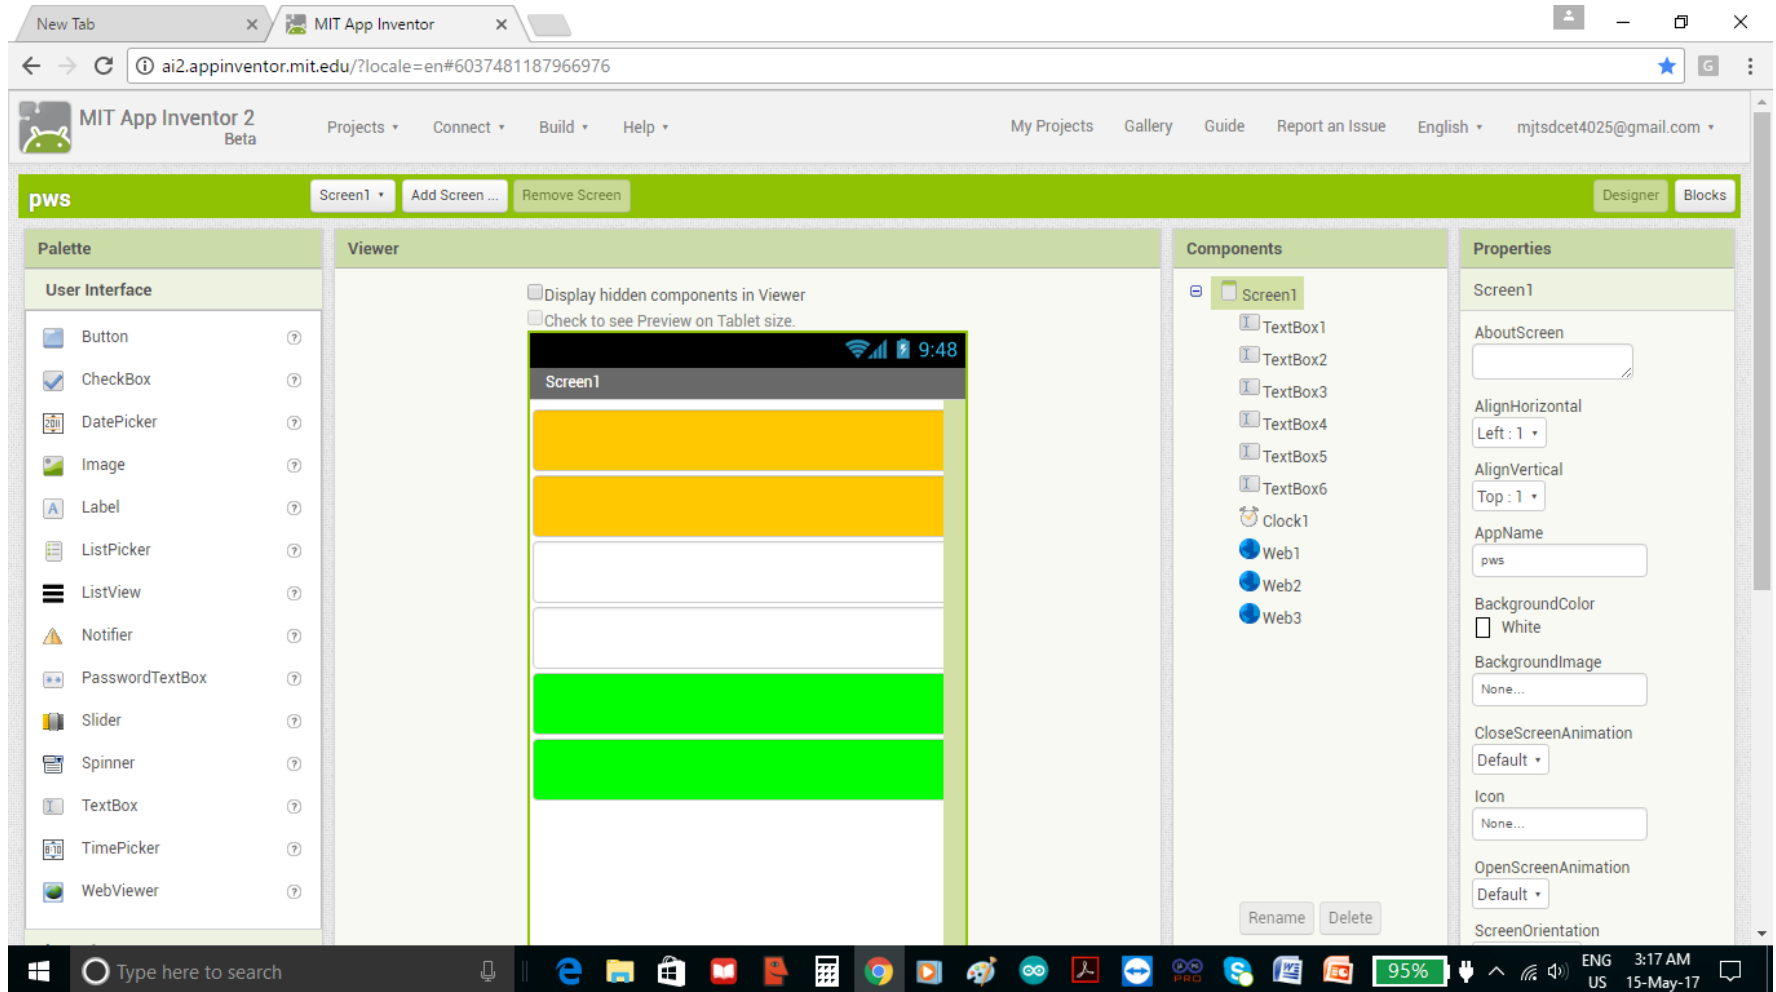 New Tab
MIT App Inventor
ai2.appinventor.mit.edu/?locale=en#6037481187966976
G
MIT App Inventor 2
Beta
Projects
Connect
Build
Help
My Projects
Gallery
Guide
Report an Issue
English
mjtsdcet4025@gmail.com
pws
Screen1
Add Screen ...
Remove Screen
Designer
Blocks
Palette
User Interface
Button
CheckBox
DatePicker
Image
Label
ListPicker
ListView
Notifier
PasswordTextBox
Slider
Spinner
TextBox
TimePicker
WebViewer
Viewer
Display hidden components in Viewer
Check to see Preview on Tablet size.
9:48
Screen1
Components
Screen1
TextBox1
TextBox2
TextBox3
TextBox4
TextBox5
TextBox6
Clock1
Web1
Web2
Web3
Rename
Delete
Properties
Screen1
AboutScreen
AlignHorizontal
Left : 1
AlignVertical
Top : 1
AppName
pws
BackgroundColor
White
BackgroundImage
None...
CloseScreenAnimation
Default
Icon
None...
OpenScreenAnimation
Default
ScreenOrientation
Type here to search
95%
ENG
US
3:17 AM
15-May-17